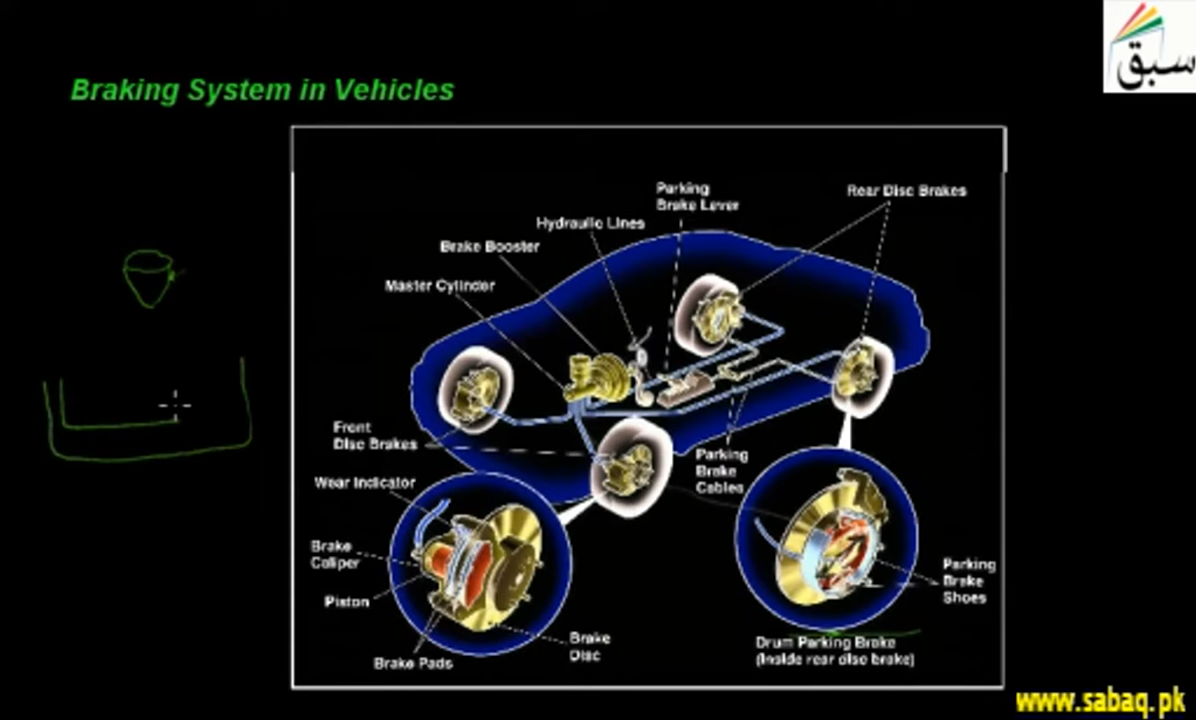 سبق
Braking System in Vehicles
Parking
Brake Lever
Rear Disc Brakes
Hydraulic Lines
Brake Booster
Master Cylinder
Front
Disc Brakes
Parking
Brake
Cables
Wear Indicator
Brake
Caliper
Piston
Brake Pads
Brake
Disc
Parking
Brake
Shoes
Drum Parking Brake
(Inside rear disc brake)
www.sabaq.pk